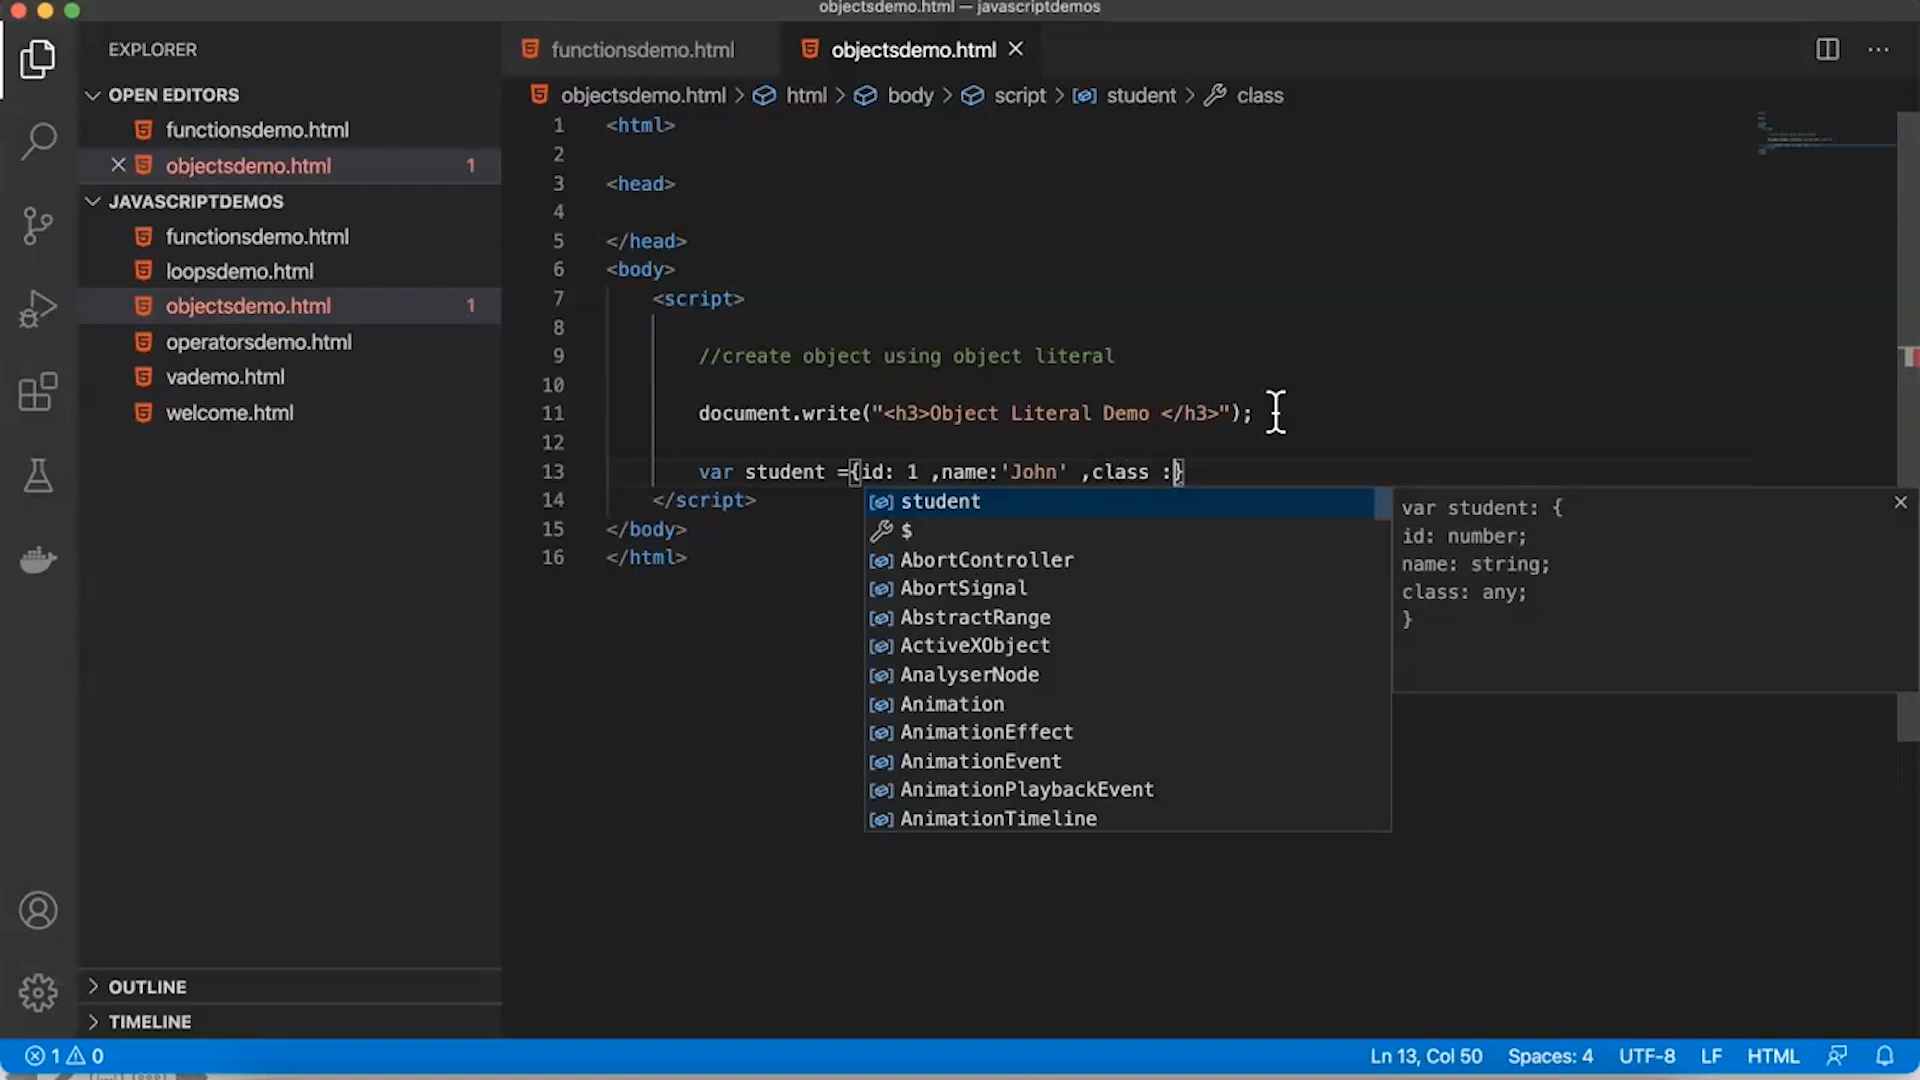 objectsdemo.html — javascriptdemos
EXPLORER
OPEN EDITORS
functionsdemo.html
objectsdemo.html 1
JAVASCRIPTDEMOS
functionsdemo.html
loopsdemo.html
objectsdemo.html 1
operatorsdemo.html
vademo.html
welcome.html
OUTLINE
TIMELINE
functionsdemo.html objectsdemo.html
objectsdemo.html > html > body > script > student > class
1 <html>
2
3 <head>
4
5 </head>
6 <body>
7 <script>
8
9 //create object using object literal
10
11 document.write("<h3>Object Literal Demo </h3>");
12
13 var student ={id: 1 ,name:'John' ,class :}
14 </script>
15 </body>
16 </html>
student
$
AbortController
AbortSignal
AbstractRange
ActiveXObject
AnalyserNode
Animation
AnimationEffect
AnimationEvent
AnimationPlaybackEvent
AnimationTimeline
var student: {
id: number;
name: string;
class: any;
}
1 0 Ln 13, Col 50 Spaces: 4 UTF-8 LF HTML